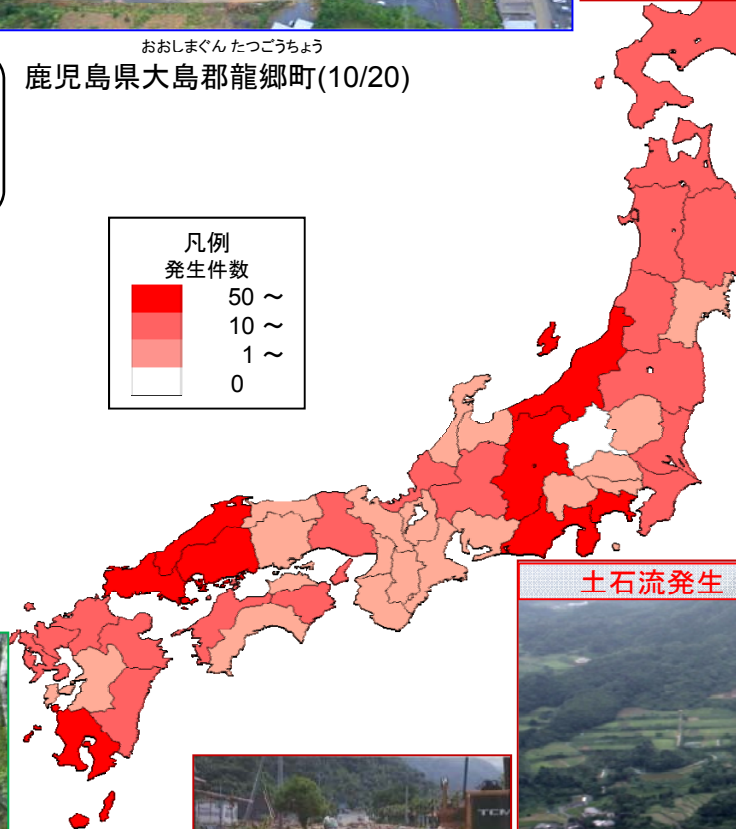 おおしまぐん たつごうちょう
鹿児島県大島郡龍郷町(10/20)
凡例
発生件数
50 ～
10 ～
1 ～
0
土石流発生
TCM